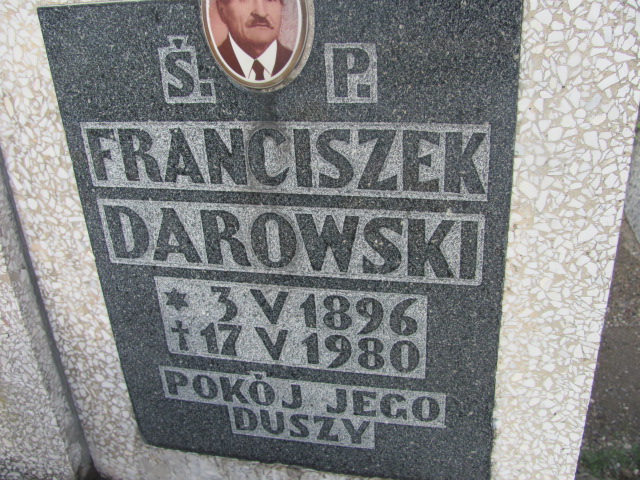 Ś. P.
FRANCISZEK
DAROWSKI
* 3 V 1896
† 17 V 1980
POKÓJ JEGO
DUSZY